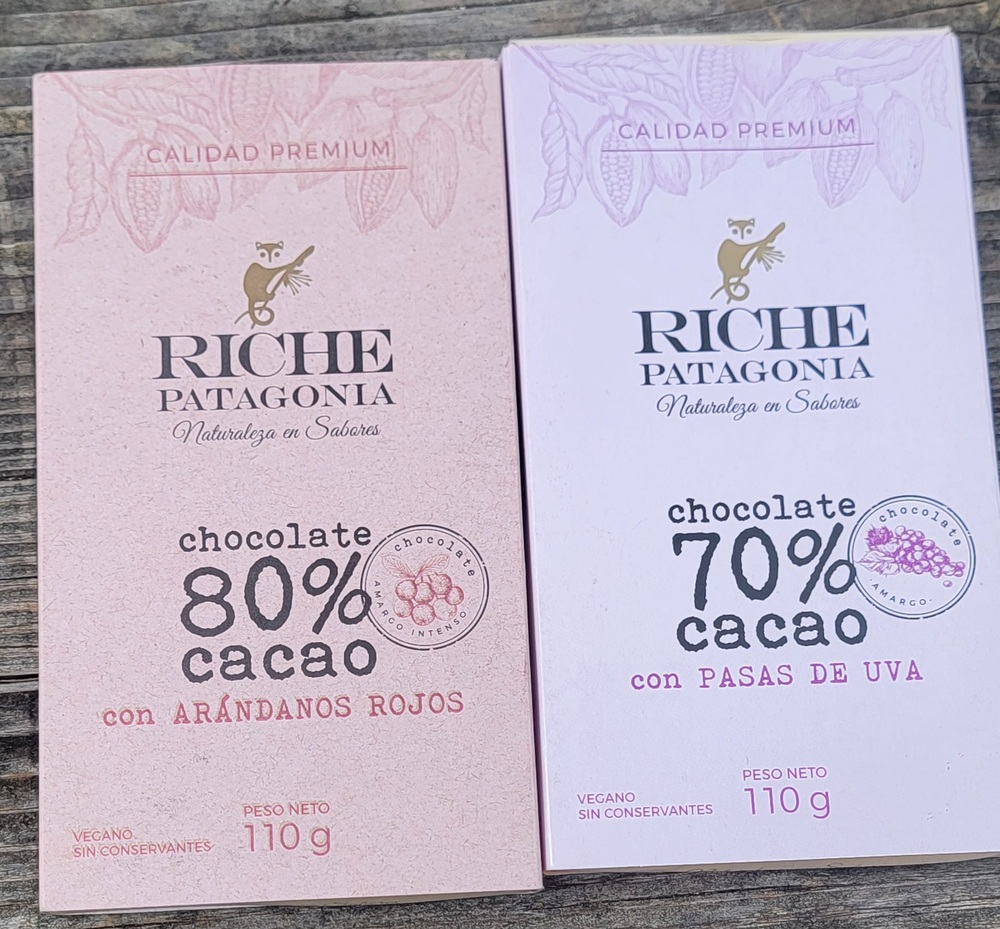 CALIDAD PREMIUM
RICHE
PATAGONIA
Naturaleza en Sabores
chocolate
80%
cacao
chocolate
AMARGO INTENSO
con ARÁNDANOS ROJOS
VEGANO
SIN CONSERVANTES
PESO NETO
110 g
CALIDAD PREMIUM
RICHE
PATAGONIA
Naturaleza en Sabores
chocolate
70%
cacao
chocolate
AMARGO
con PASAS DE UVA
VEGANO
SIN CONSERVANTES
PESO NETO
110 g